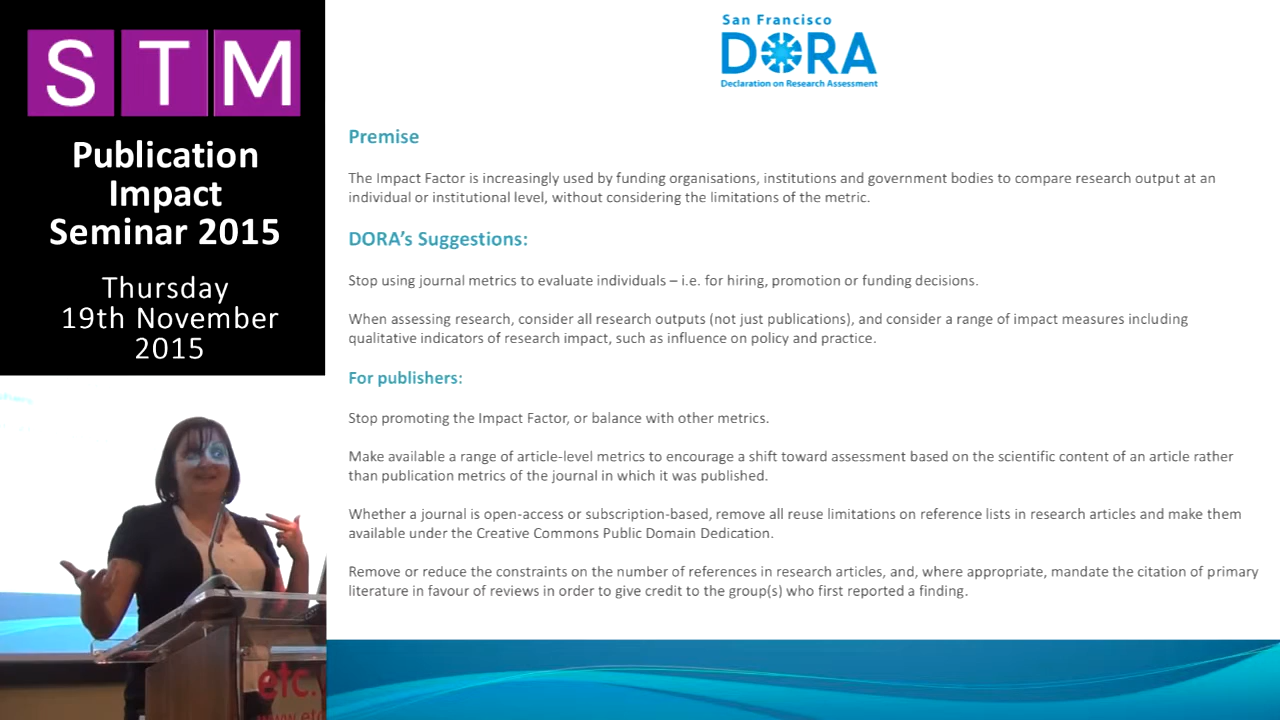 STM
Publication
Impact
Seminar 2015
Thursday
19th November
2015
San Francisco
DORA
Declaration on Research Assessment
Premise
The Impact Factor is increasingly used by funding organisations, institutions and government bodies to compare research output at an
individual or institutional level, without considering the limitations of the metric.
DORA's Suggestions:
Stop using journal metrics to evaluate individuals – i.e. for hiring, promotion or funding decisions.
When assessing research, consider all research outputs (not just publications), and consider a range of impact measures including
qualitative indicators of research impact, such as influence on policy and practice.
For publishers:
Stop promoting the Impact Factor, or balance with other metrics.
Make available a range of article-level metrics to encourage a shift toward assessment based on the scientific content of an article rather
than publication metrics of the journal in which it was published.
Whether a journal is open-access or subscription-based, remove all reuse limitations on reference lists in research articles and make them
available under the Creative Commons Public Domain Dedication.
Remove or reduce the constraints on the number of references in research articles, and, where appropriate, mandate the citation of primary
literature in favour of reviews in order to give credit to the group(s) who first reported a finding.
etc.
www.etc